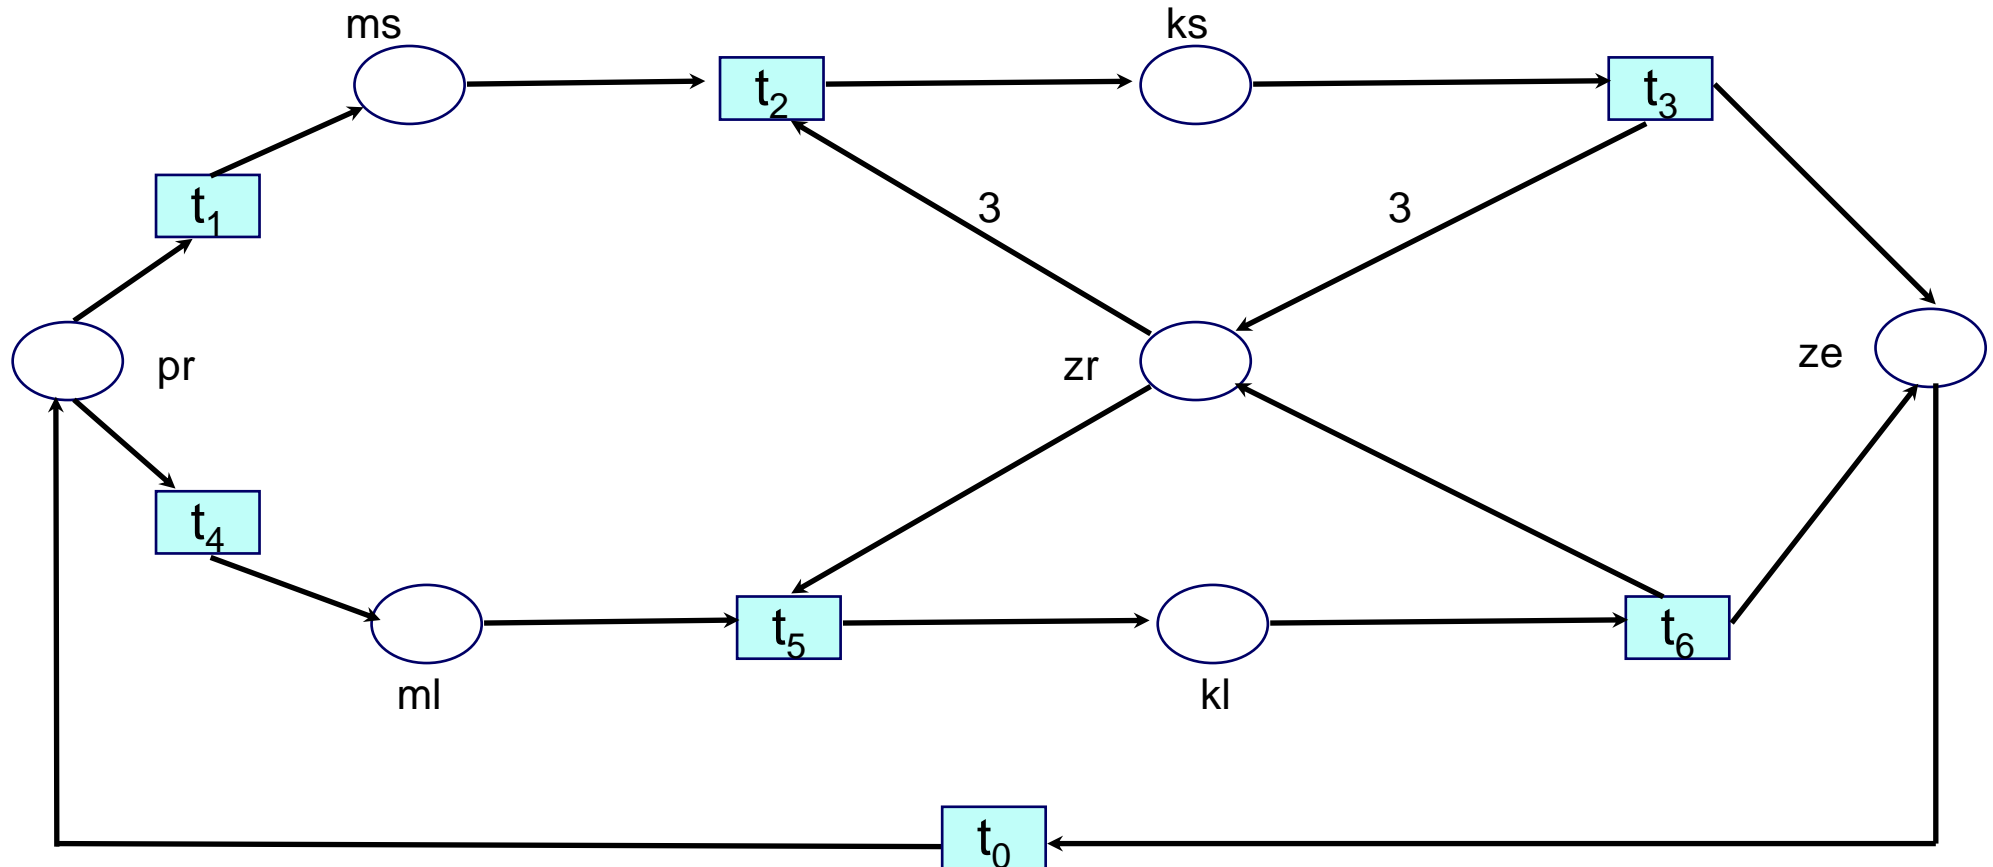 ms
ks
t₂
t₃
t₁
3
3
pr
zr
ze
t₄
t₅
t₆
ml
kl
t₀